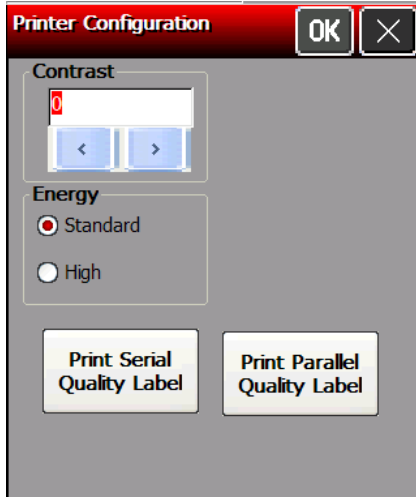 Printer Configuration
OK
Contrast
0
Energy
Standard
High
Print Serial
Quality Label
Print Parallel
Quality Label